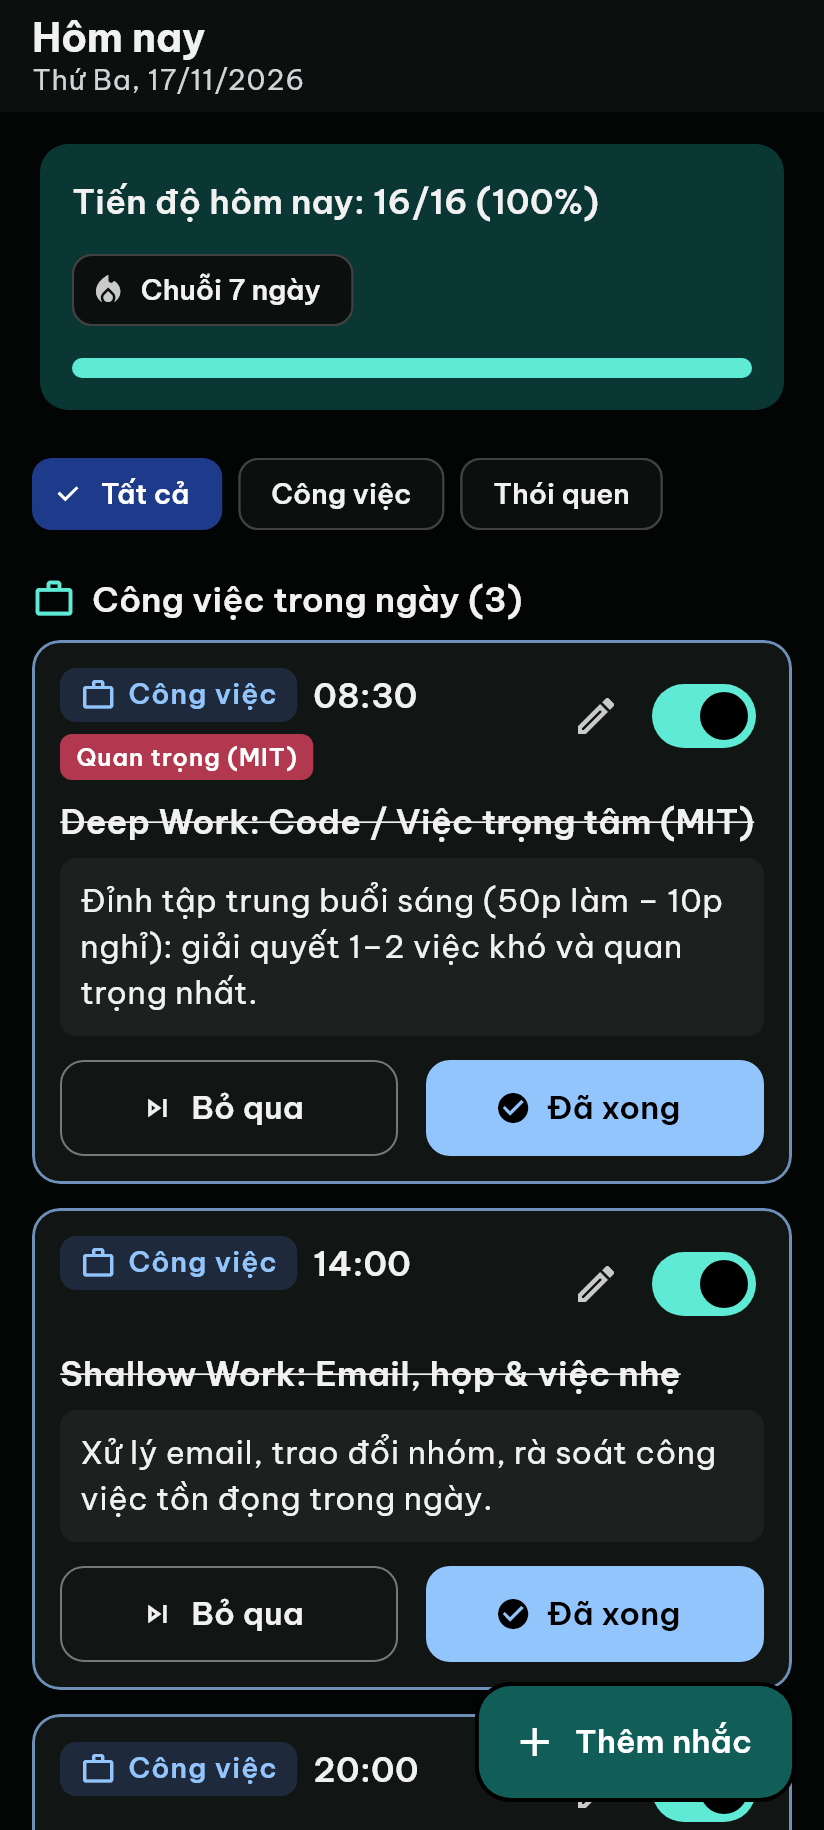 Hôm nay
Thứ Ba, 17/11/2026
Tiến độ hôm nay: 16/16 (100%)
Chuỗi 7 ngày
Tất cả
Công việc
Thói quen
Công việc trong ngày (3)
Công việc 08:30
Quan trọng (MIT)
Deep Work: Code / Việc trọng tâm (MIT)
Đỉnh tập trung buổi sáng (50p làm – 10p
nghỉ): giải quyết 1–2 việc khó và quan
trọng nhất.
Bỏ qua
Đã xong
Công việc 14:00
Shallow Work: Email, họp & việc nhẹ
Xử lý email, trao đổi nhóm, rà soát công
việc tồn đọng trong ngày.
Bỏ qua
Đã xong
Công việc 20:00
Thêm nhắc